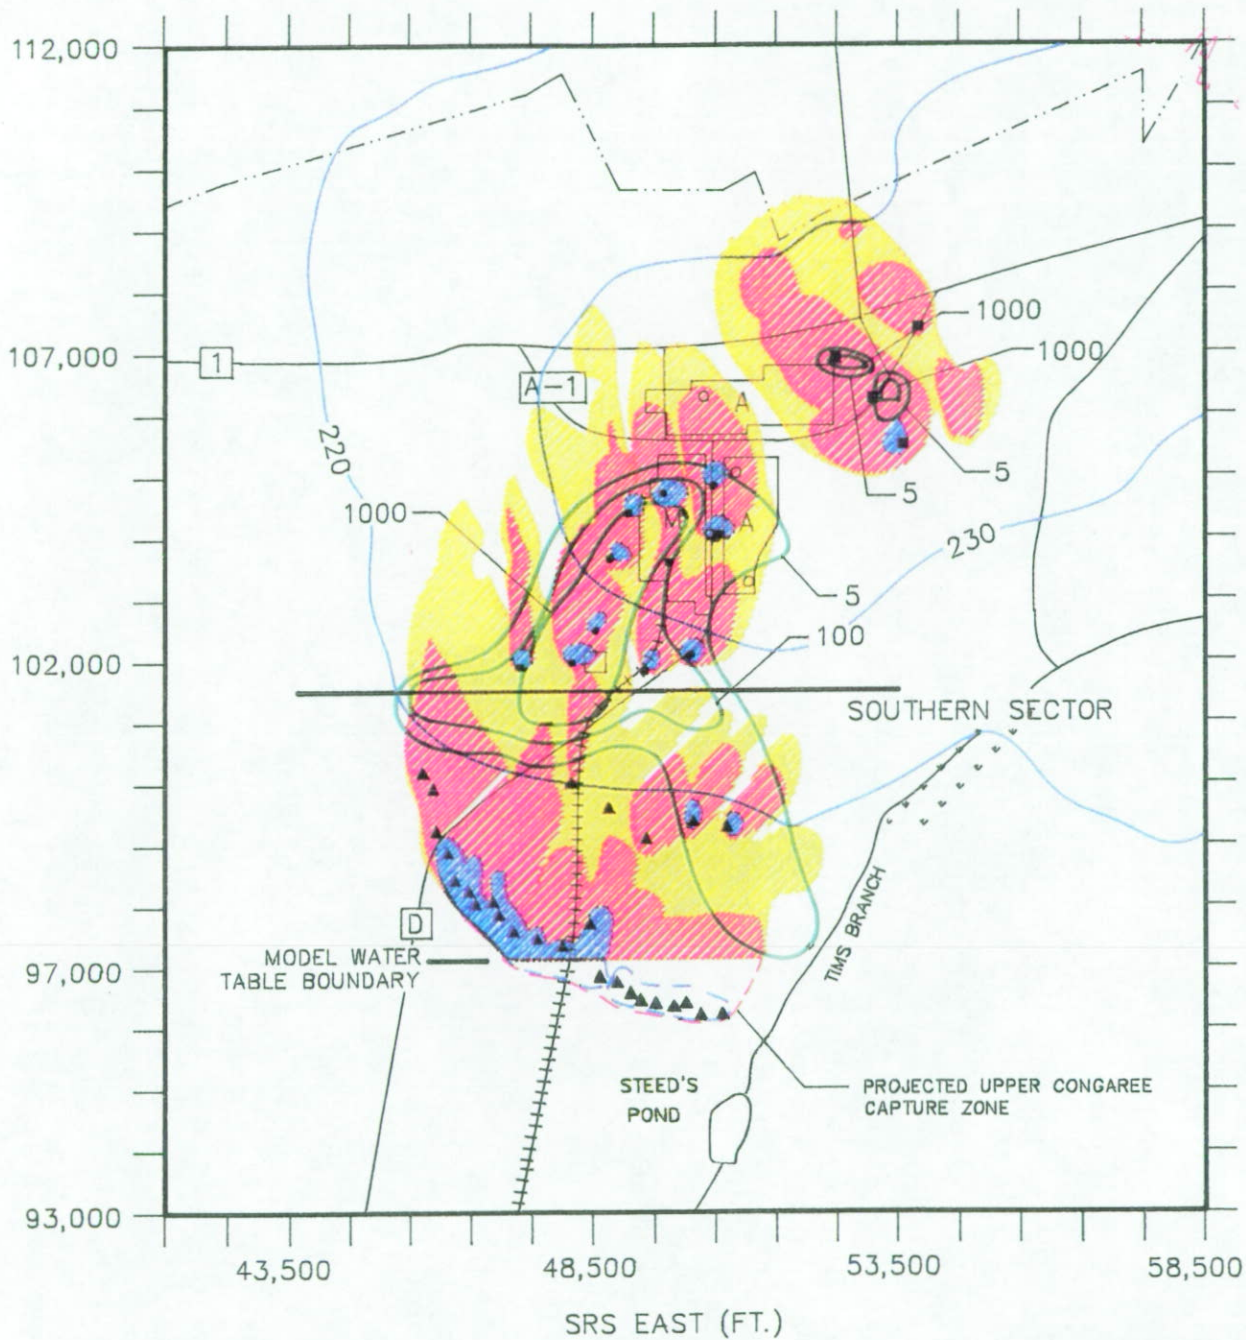 112,000
1000
107,000
1
1000
A-1
A
220
5
5
1000
M
A
230
5
100
102,000
SOUTHERN SECTOR
D
TIMS BRANCH
MODEL WATER
TABLE BOUNDARY
97,000
STEED'S
POND
PROJECTED UPPER CONGAREE
CAPTURE ZONE
93,000
43,500
48,500
53,500
58,500
SRS EAST (FT.)